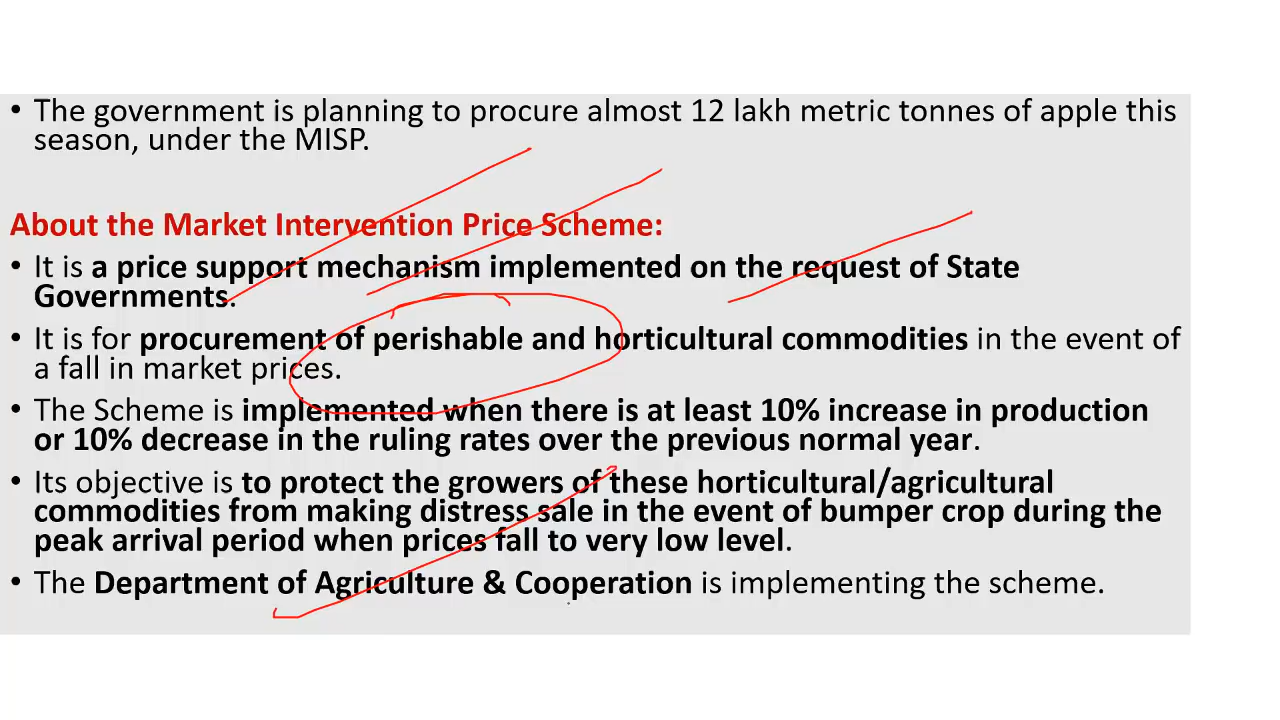 • The government is planning to procure almost 12 lakh metric tonnes of apple this
season, under the MISP.
About the Market Intervention Price Scheme:
• It is a price support mechanism implemented on the request of State
Governments.
• It is for procurement of perishable and horticultural commodities in the event of
a fall in market prices.
• The Scheme is implemented when there is at least 10% increase in production
or 10% decrease in the ruling rates over the previous normal year.
• Its objective is to protect the growers of these horticultural/agricultural
commodities from making distress sale in the event of bumper crop during the
peak arrival period when prices fall to very low level.
• The Department of Agriculture & Cooperation is implementing the scheme.